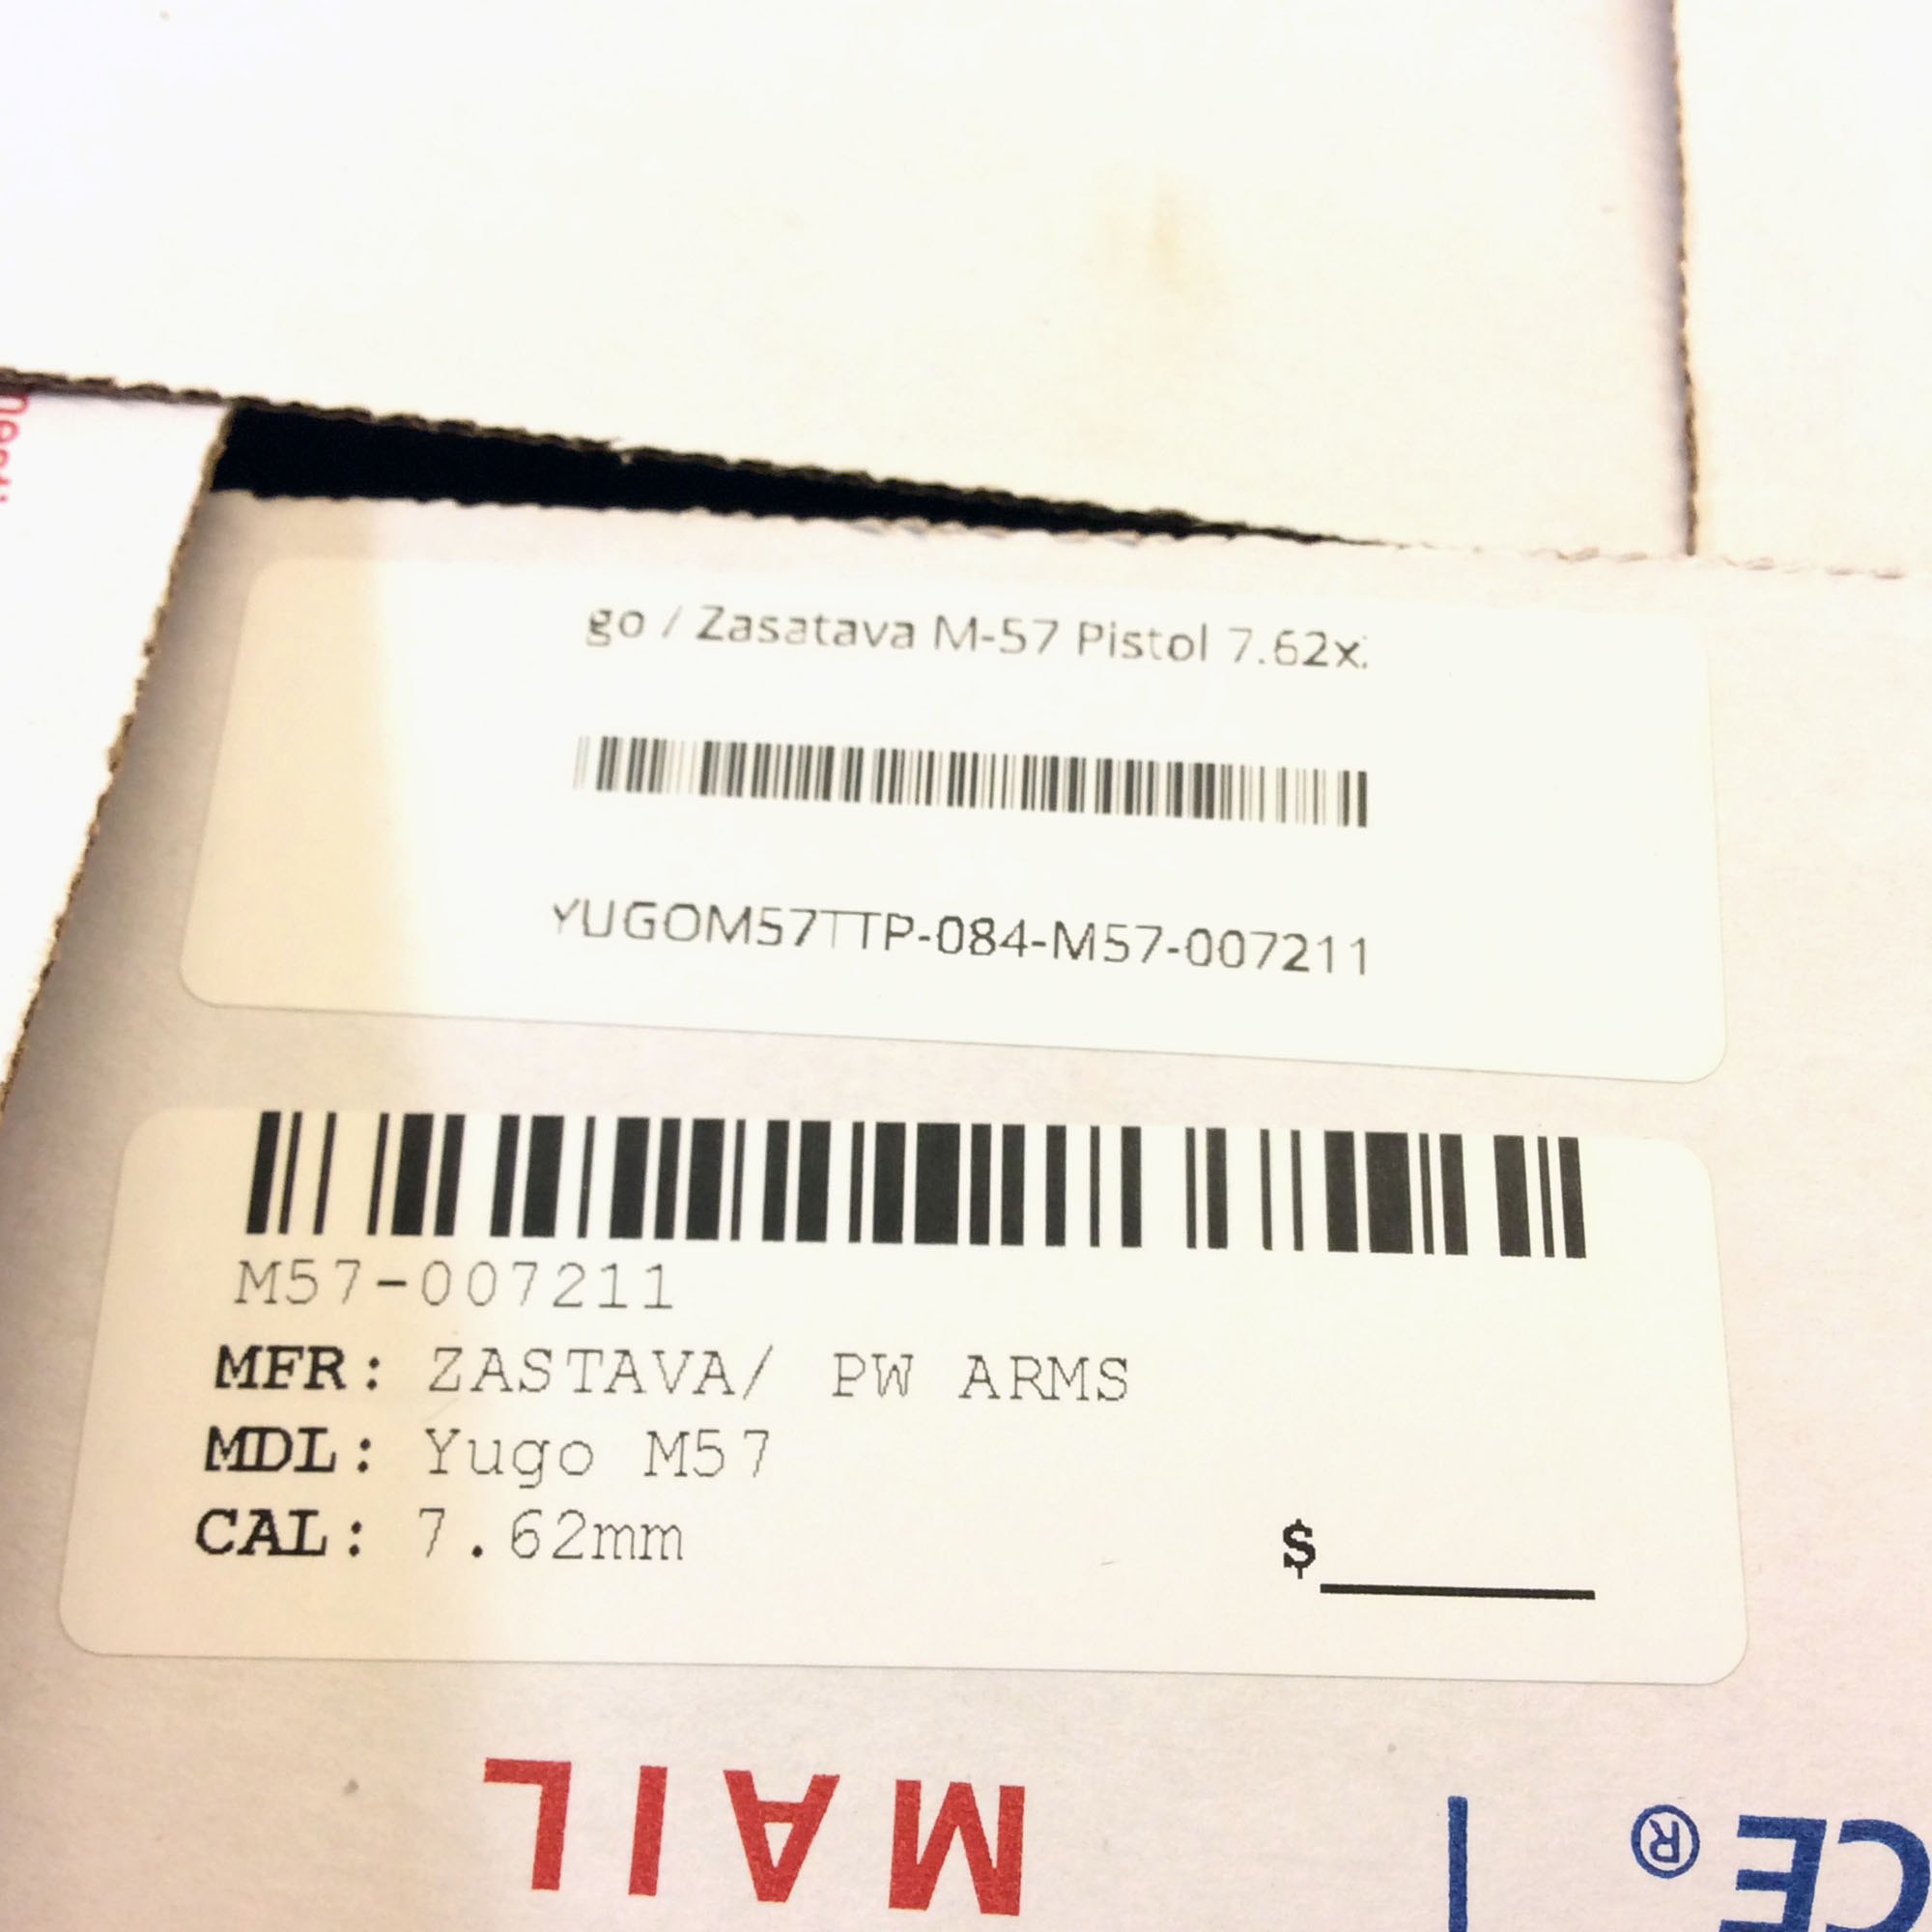 go / Zasatava M-57 Pistol 7.62x
YUGOM57TTP-084-M57-007211
M57-007211
MFR: ZASTAVA/ PW ARMS
MDL: Yugo M57
CAL: 7.62mm
$
MAIL
CE®